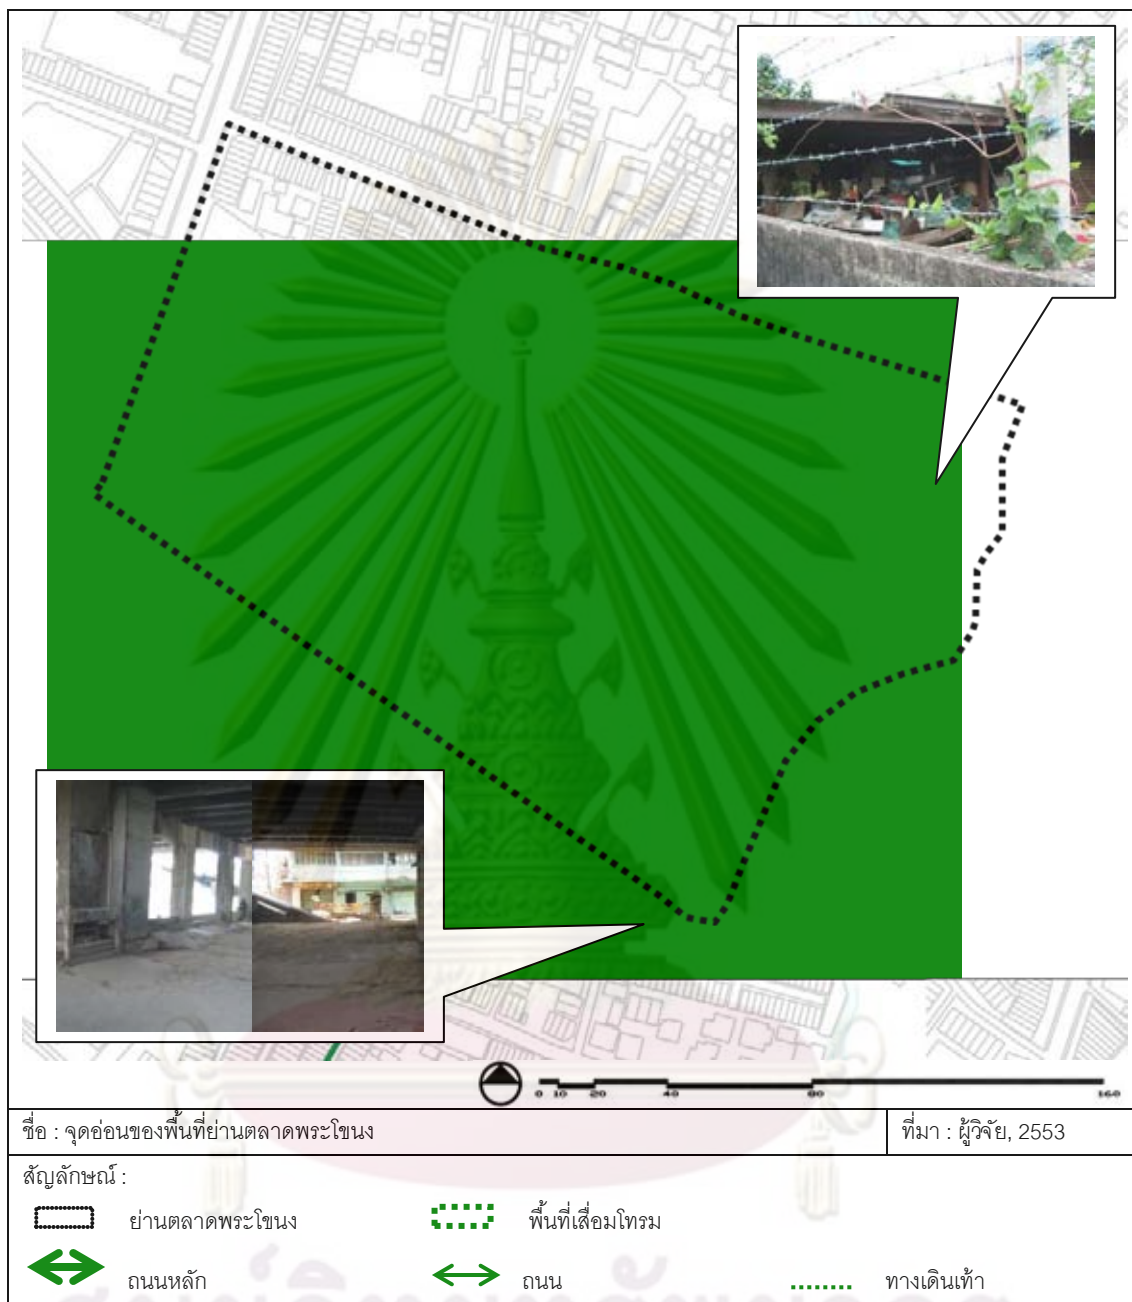 0 10 20 40 80 160
ชื่อ : จุดอ่อนของพื้นที่ย่านตลาดพระโขนง
ที่มา : ผู้วิจัย, 2553
สัญลักษณ์ :
ย่านตลาดพระโขนง พื้นที่เสื่อมโทรม
ถนนหลัก ถนน ทางเดินเท้า